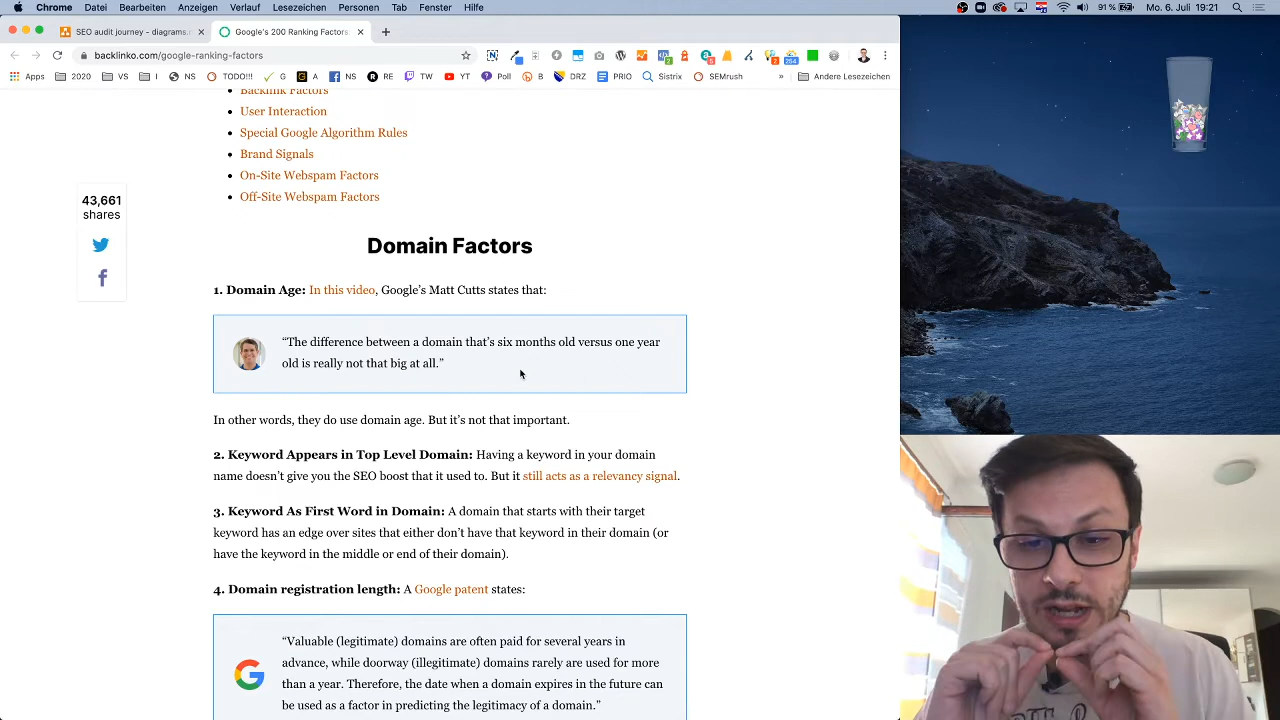 Chrome Datei Bearbeiten Anzeigen Verlauf Lesezeichen Personen Tab Fenster Hilfe
91 % Mo. 6. Juli 19:21
SEO audit journey - diagrams.n
Google's 200 Ranking Factors:
backlinko.com/google-ranking-factors
Apps 2020 VS NS TODO!!! G A NS RE TW YT Poll B DRZ PRIO Sistrix SEMrush » Andere Lesezeichen
Backlink Factors
User Interaction
Special Google Algorithm Rules
Brand Signals
On-Site Webspam Factors
Off-Site Webspam Factors
43,661
shares
Domain Factors
1. Domain Age: In this video, Google’s Matt Cutts states that:
“The difference between a domain that’s six months old versus one year
old is really not that big at all.”
In other words, they do use domain age. But it’s not that important.
2. Keyword Appears in Top Level Domain: Having a keyword in your domain
name doesn’t give you the SEO boost that it used to. But it still acts as a relevancy signal.
3. Keyword As First Word in Domain: A domain that starts with their target
keyword has an edge over sites that either don’t have that keyword in their domain (or
have the keyword in the middle or end of their domain).
4. Domain registration length: A Google patent states:
“Valuable (legitimate) domains are often paid for several years in
advance, while doorway (illegitimate) domains rarely are used for more
than a year. Therefore, the date when a domain expires in the future can
be used as a factor in predicting the legitimacy of a domain.”